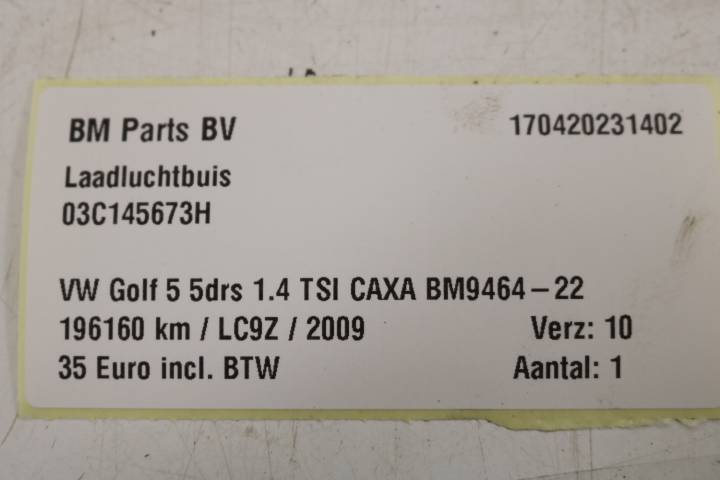 BM Parts BV 170420231402
Laadluchtbuis
03C145673H
VW Golf 5 5drs 1.4 TSI CAXA BM9464-22
196160 km / LC9Z / 2009 Verz: 10
35 Euro incl. BTW Aantal: 1